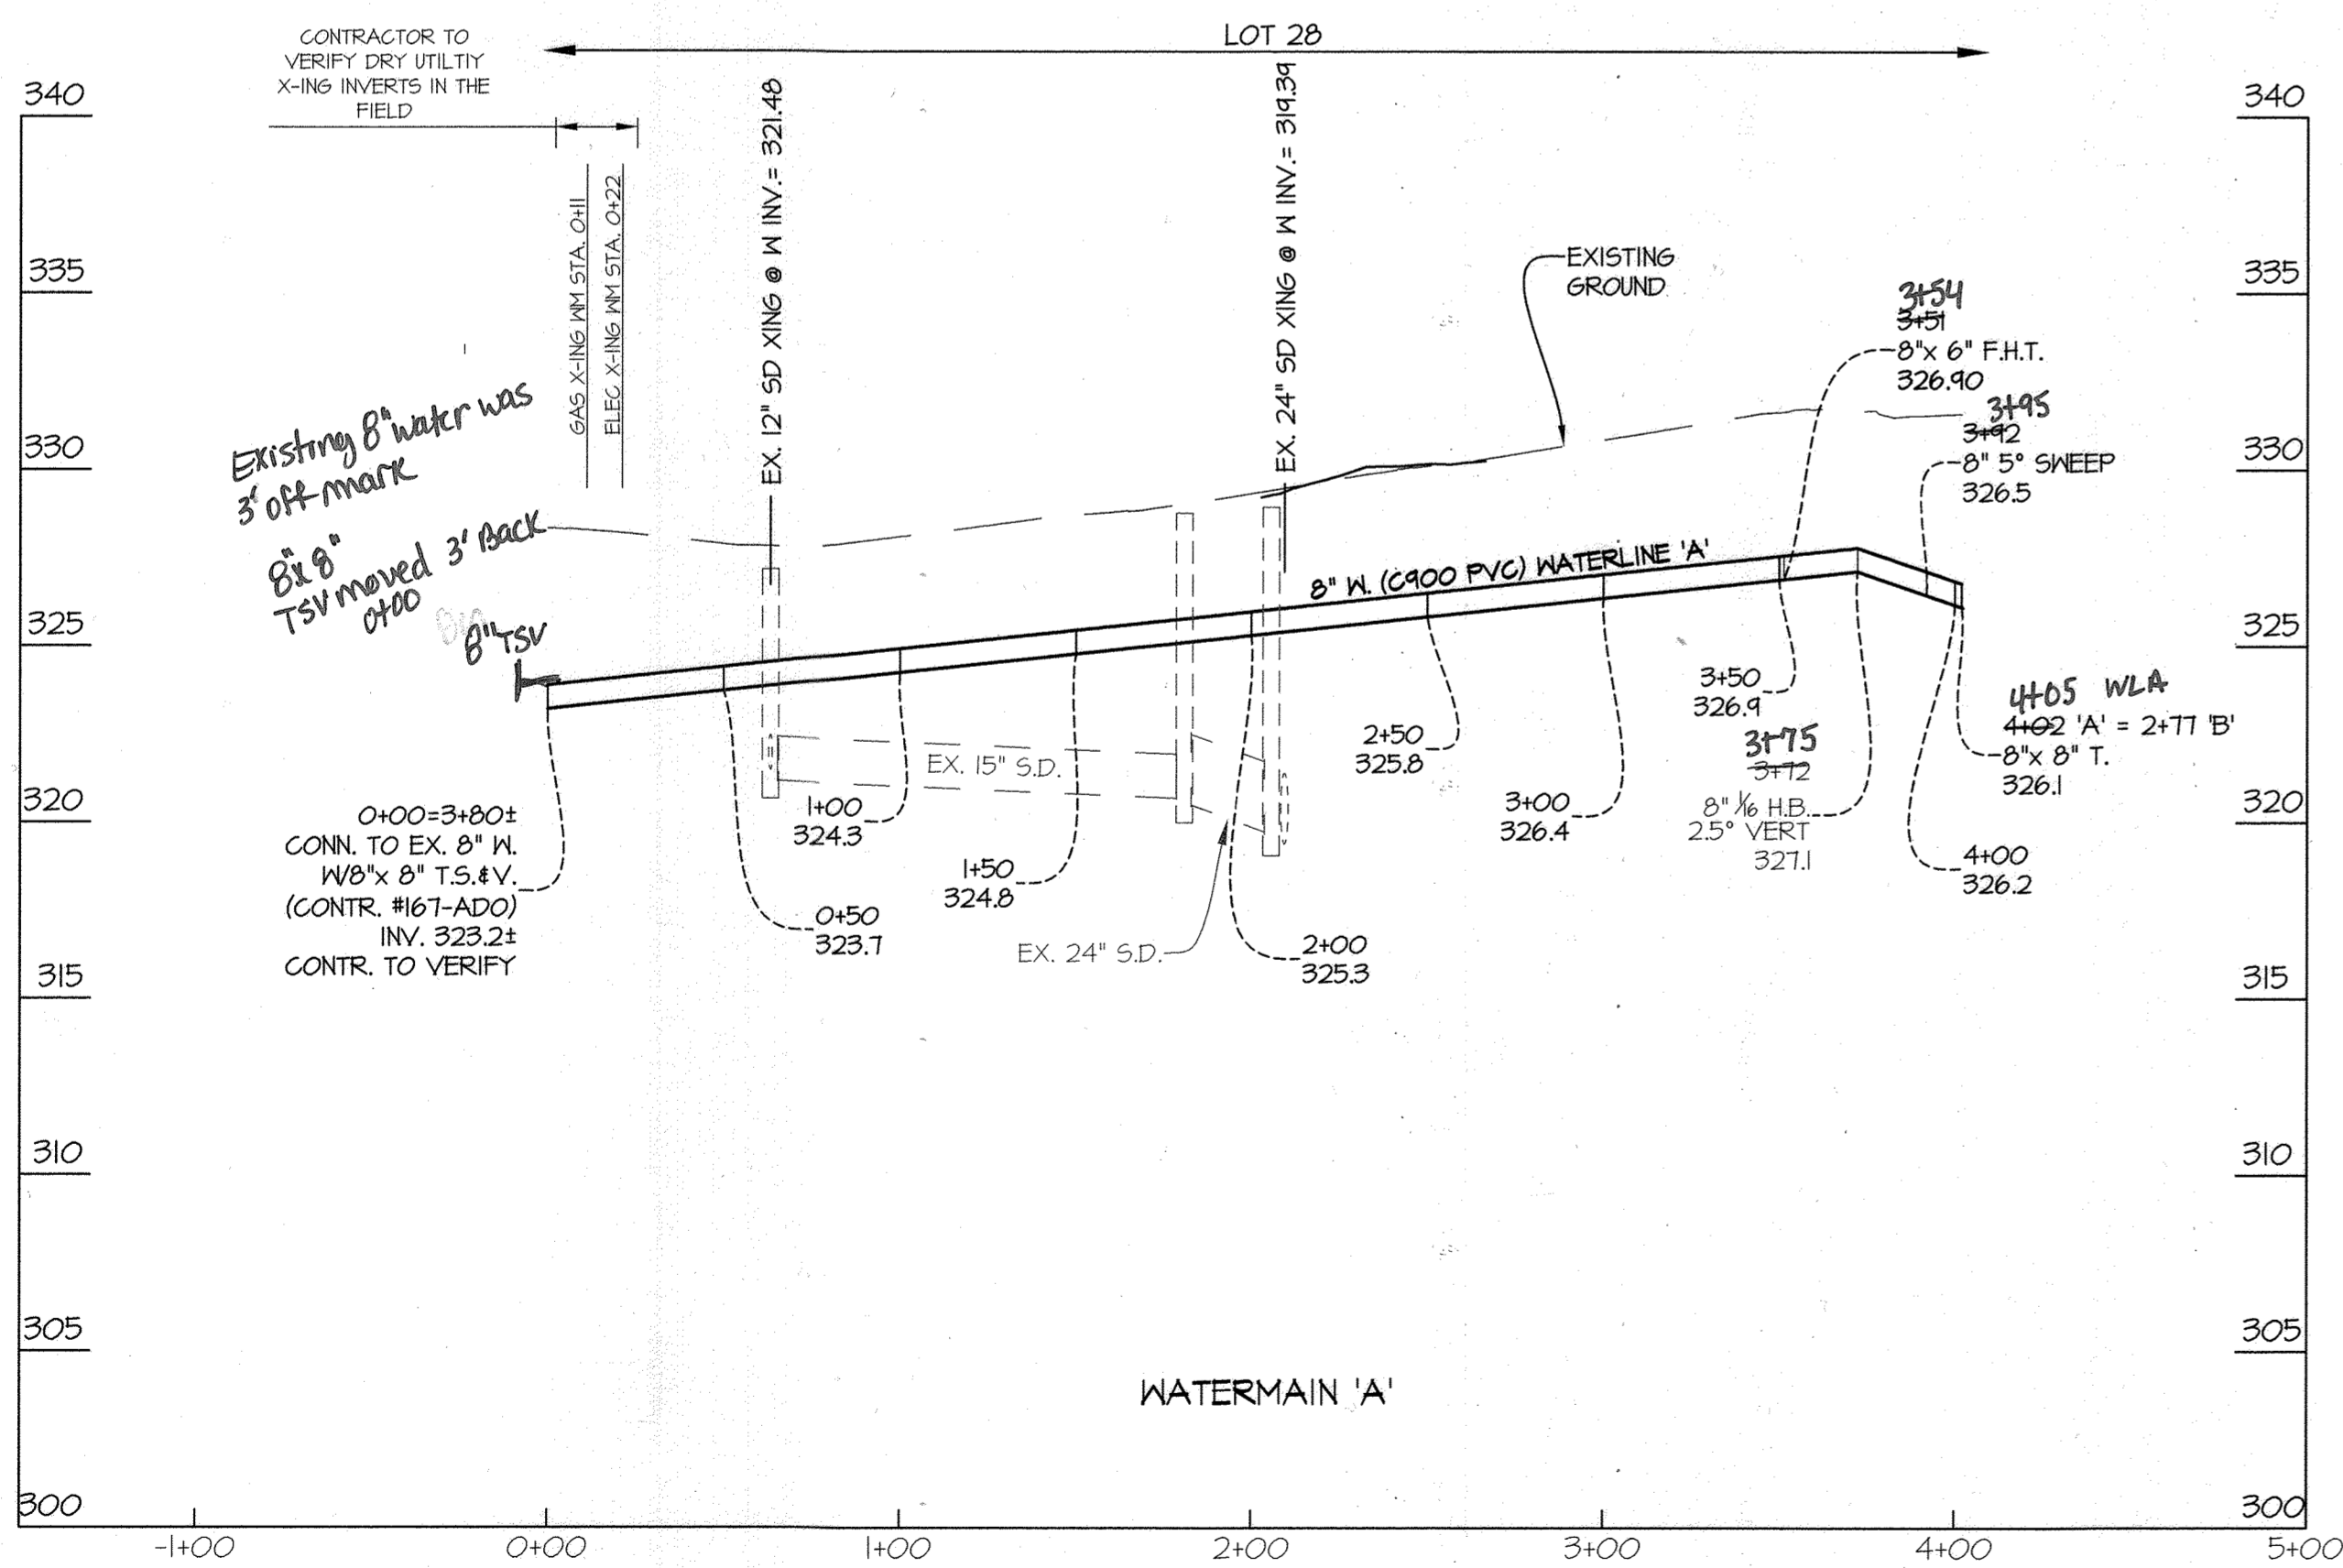 LOT 28
CONTRACTOR TO
VERIFY DRY UTILTIY
X-ING INVERTS IN THE
FIELD
340
335
330
325
320
315
310
305
300
340
335
330
325
320
315
310
305
300
GAS X-ING WM STA. 0+11
ELEC X-ING WM STA. 0+22
EX. 12" SD XING @ W INV.= 321.48
EX. 24" SD XING @ W INV.= 319.39
EXISTING
GROUND
3+54
3+51
8"x 6" F.H.T.
326.90
3+95
3+92
8" 5° SWEEP
326.5
Existing 8" water was
3' off mark
8"x 8"
TSV moved 3' Back
0+00
8" TSV
8" W. (C900 PVC) WATERLINE 'A'
0+00=3+80±
CONN. TO EX. 8" W.
W/8"x 8" T.S.&V.
(CONTR. #167-ADO)
INV. 323.2±
CONTR. TO VERIFY
EX. 15" S.D.
0+50
323.7
1+00
324.3
1+50
324.8
EX. 24" S.D.
2+00
325.3
2+50
325.8
3+00
326.4
3+50
326.9
3+75
3+72
8" 1/16 H.B.
2.5° VERT
327.1
4+00
326.2
4+05 WLA
4+02 'A' = 2+77 'B'
8"x 8" T.
326.1
WATERMAIN 'A'
-1+00
0+00
1+00
2+00
3+00
4+00
5+00